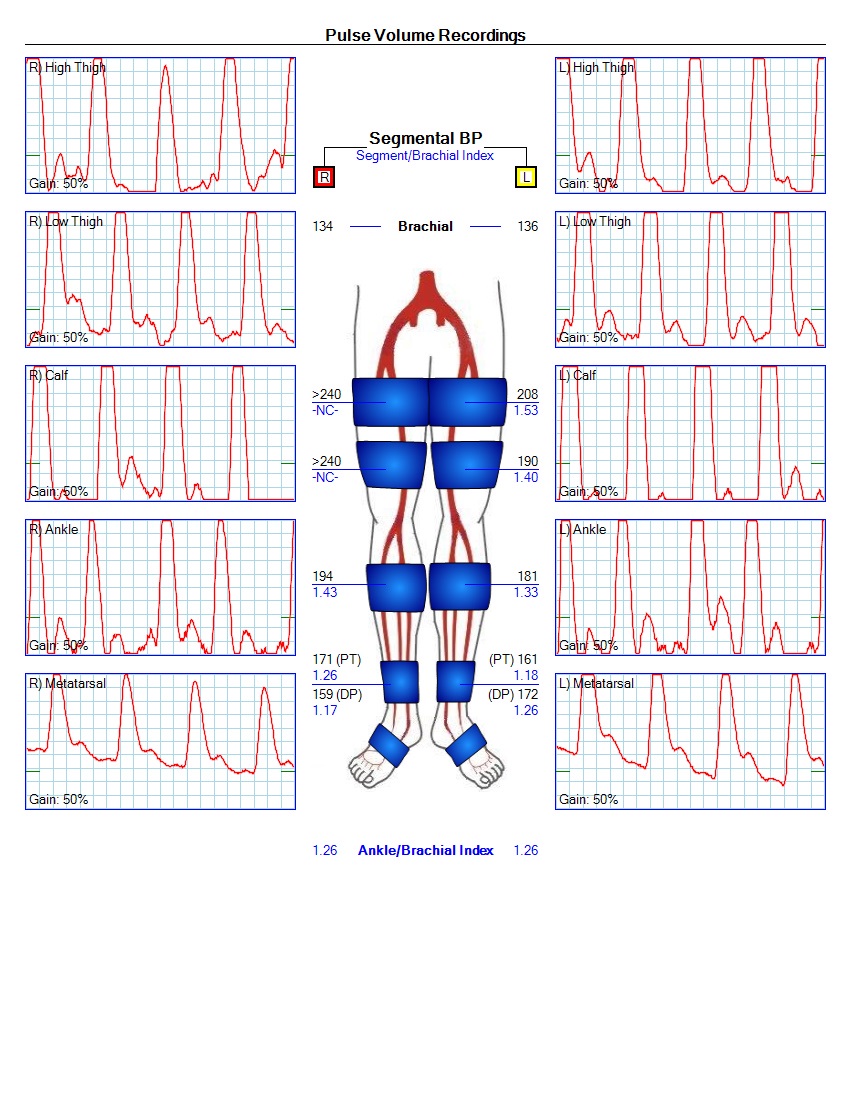 Pulse Volume Recordings
R) High Thigh
Gain: 50%
R) Low Thigh
Gain: 50%
R) Calf
Gain: 50%
R) Ankle
Gain: 50%
R) Metatarsal
Gain: 50%
Segmental BP
Segment/Brachial Index
R L
134 Brachial 136
>240 208
-NC- 1.53
>240 190
-NC- 1.40
194 181
1.43 1.33
171 (PT) (PT) 161
1.26 1.18
159 (DP) (DP) 172
1.17 1.26
1.26 Ankle/Brachial Index 1.26
L) High Thigh
Gain: 50%
L) Low Thigh
Gain: 50%
L) Calf
Gain: 50%
L) Ankle
Gain: 50%
L) Metatarsal
Gain: 50%